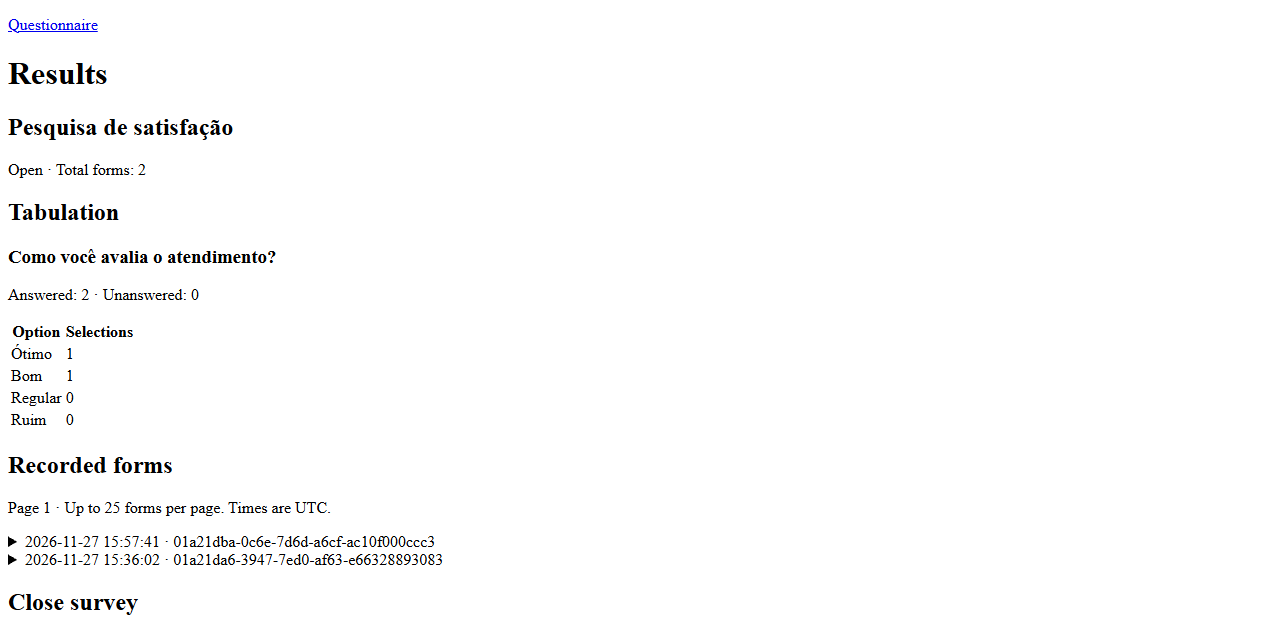 Questionnaire
Results
Pesquisa de satisfação
Open · Total forms: 2
Tabulation
Como você avalia o atendimento?
Answered: 2 · Unanswered: 0
Option Selections
Ótimo 1
Bom 1
Regular 0
Ruim 0
Recorded forms
Page 1 · Up to 25 forms per page. Times are UTC.
2026-11-27 15:57:41 · 01a21dba-0c6e-7d6d-a6cf-ac10f000ccc3
2026-11-27 15:36:02 · 01a21da6-3947-7ed0-af63-e66328893083
Close survey